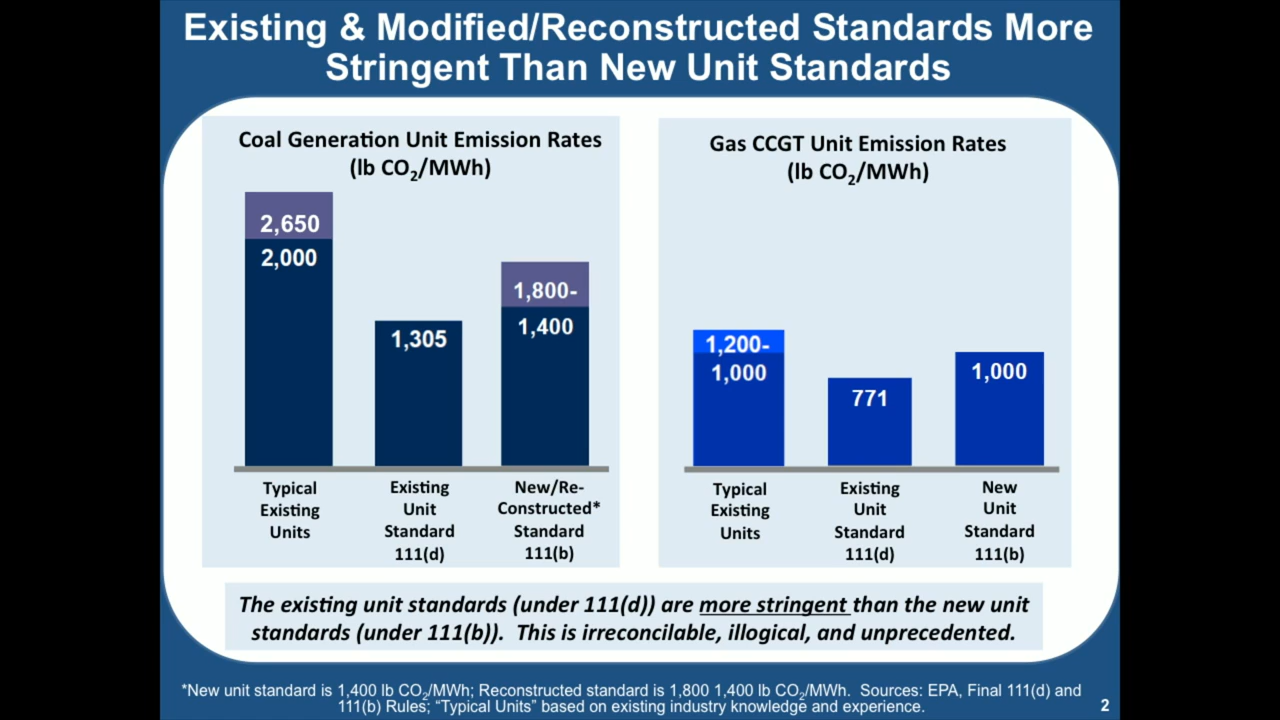 Existing & Modified/Reconstructed Standards More
Stringent Than New Unit Standards
Coal Generation Unit Emission Rates
(lb CO₂/MWh)
2,650
2,000
1,305
1,800-
1,400
Typical
Existing
Units
Existing
Unit
Standard
111(d)
New/Re-
Constructed*
Standard
111(b)
Gas CCGT Unit Emission Rates
(lb CO₂/MWh)
1,200-
1,000
771
1,000
Typical
Existing
Units
Existing
Unit
Standard
111(d)
New
Unit
Standard
111(b)
The existing unit standards (under 111(d)) are more stringent than the new unit
standards (under 111(b)). This is irreconcilable, illogical, and unprecedented.
*New unit standard is 1,400 lb CO₂/MWh; Reconstructed standard is 1,800 1,400 lb CO₂/MWh. Sources: EPA, Final 111(d) and
111(b) Rules; “Typical Units” based on existing industry knowledge and experience.
2